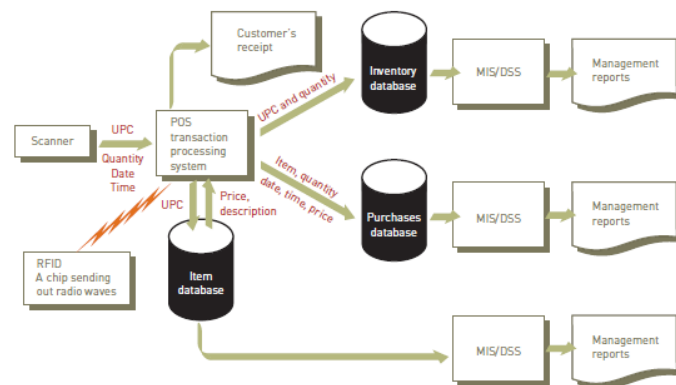 Customer's
receipt
Inventory
database
MIS/DSS
Management
reports
UPC and quantity
Scanner
UPC
Quantity
Date
Time
POS
transaction
processing
system
Item, quantity
date, time, price
Purchases
database
MIS/DSS
Management
reports
UPC
Price,
description
RFID
A chip sending
out radio waves
Item
database
MIS/DSS
Management
reports